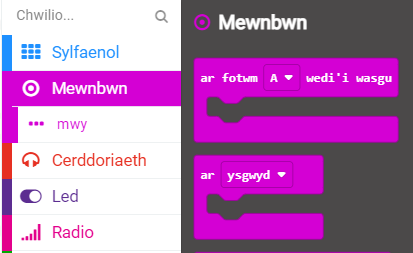 Chwilio...
Sylfaenol
Mewnbwn
mwy
Cerddoriaeth
Led
Radio
Mewnbwn
ar fotwm A wedi'i wasgu
ar ysgwyd